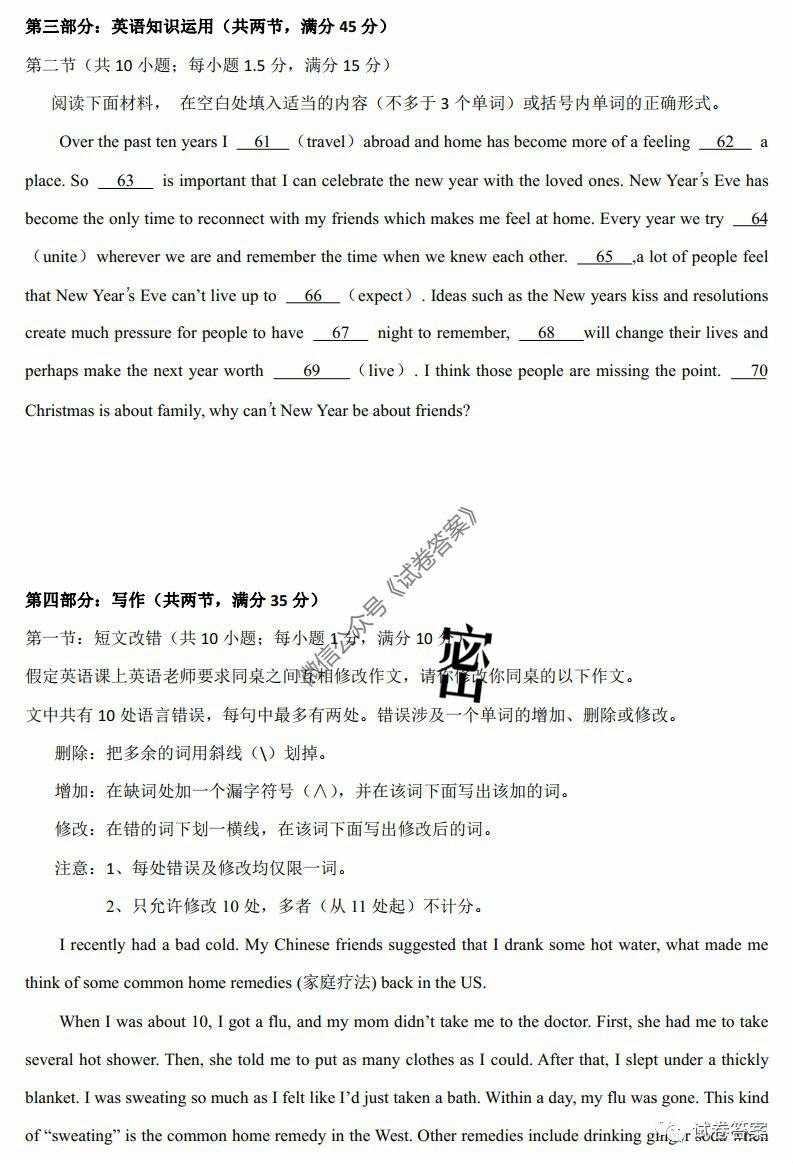 第三部分：英语知识运用（共两节，满分 45 分）
第二节（共 10 小题；每小题 1.5 分，满分 15 分）
阅读下面材料， 在空白处填入适当的内容（不多于 3 个单词）或括号内单词的正确形式。
Over the past ten years I __61__（travel）abroad and home has become more of a feeling __62__ a
place. So __63__ is important that I can celebrate the new year with the loved ones. New Year's Eve has
become the only time to reconnect with my friends which makes me feel at home. Every year we try __64
（unite）wherever we are and remember the time when we knew each other. __65__,a lot of people feel
that New Year's Eve can't live up to __66__（expect）. Ideas such as the New years kiss and resolutions
create much pressure for people to have __67__ night to remember, __68__will change their lives and
perhaps make the next year worth __69__（live）. I think those people are missing the point. __70
Christmas is about family, why can't New Year be about friends?
微信公众号《试卷答案》
第四部分：写作（共两节，满分 35 分）
第一节：短文改错（共 10 小题；每小题 1 分，满分 10 分）
密
出
假定英语课上英语老师要求同桌之间互相修改作文，请你修改你同桌的以下作文。
文中共有 10 处语言错误，每句中最多有两处。错误涉及一个单词的增加、删除或修改。
删除：把多余的词用斜线（\）划掉。
增加：在缺词处加一个漏字符号（∧），并在该词下面写出该加的词。
修改：在错的词下划一横线，在该词下面写出修改后的词。
注意：1、每处错误及修改均仅限一词。
2、只允许修改 10 处，多者（从 11 处起）不计分。
I recently had a bad cold. My Chinese friends suggested that I drank some hot water, what made me
think of some common home remedies (家庭疗法) back in the US.
When I was about 10, I got a flu, and my mom didn't take me to the doctor. First, she had me to take
several hot shower. Then, she told me to put as many clothes as I could. After that, I slept under a thickly
blanket. I was sweating so much as I felt like I'd just taken a bath. Within a day, my flu was gone. This kind
of “sweating” is the common home remedy in the West. Other remedies include drinking ginger soda when
试卷答案